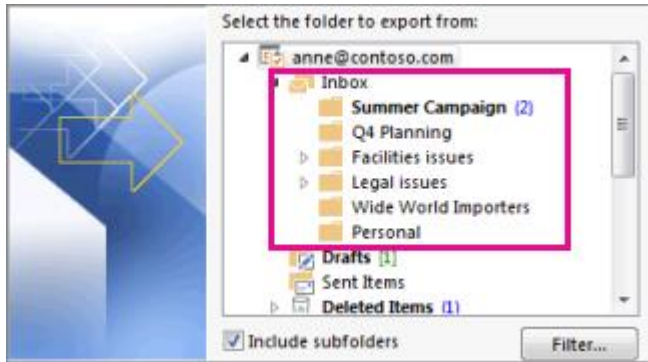 Select the folder to export from:
anne@contoso.com
Inbox
Summer Campaign (2)
Q4 Planning
Facilities issues
Legal issues
Wide World Importers
Personal
Drafts [1]
Sent Items
Deleted Items (1)
Include subfolders
Filter...